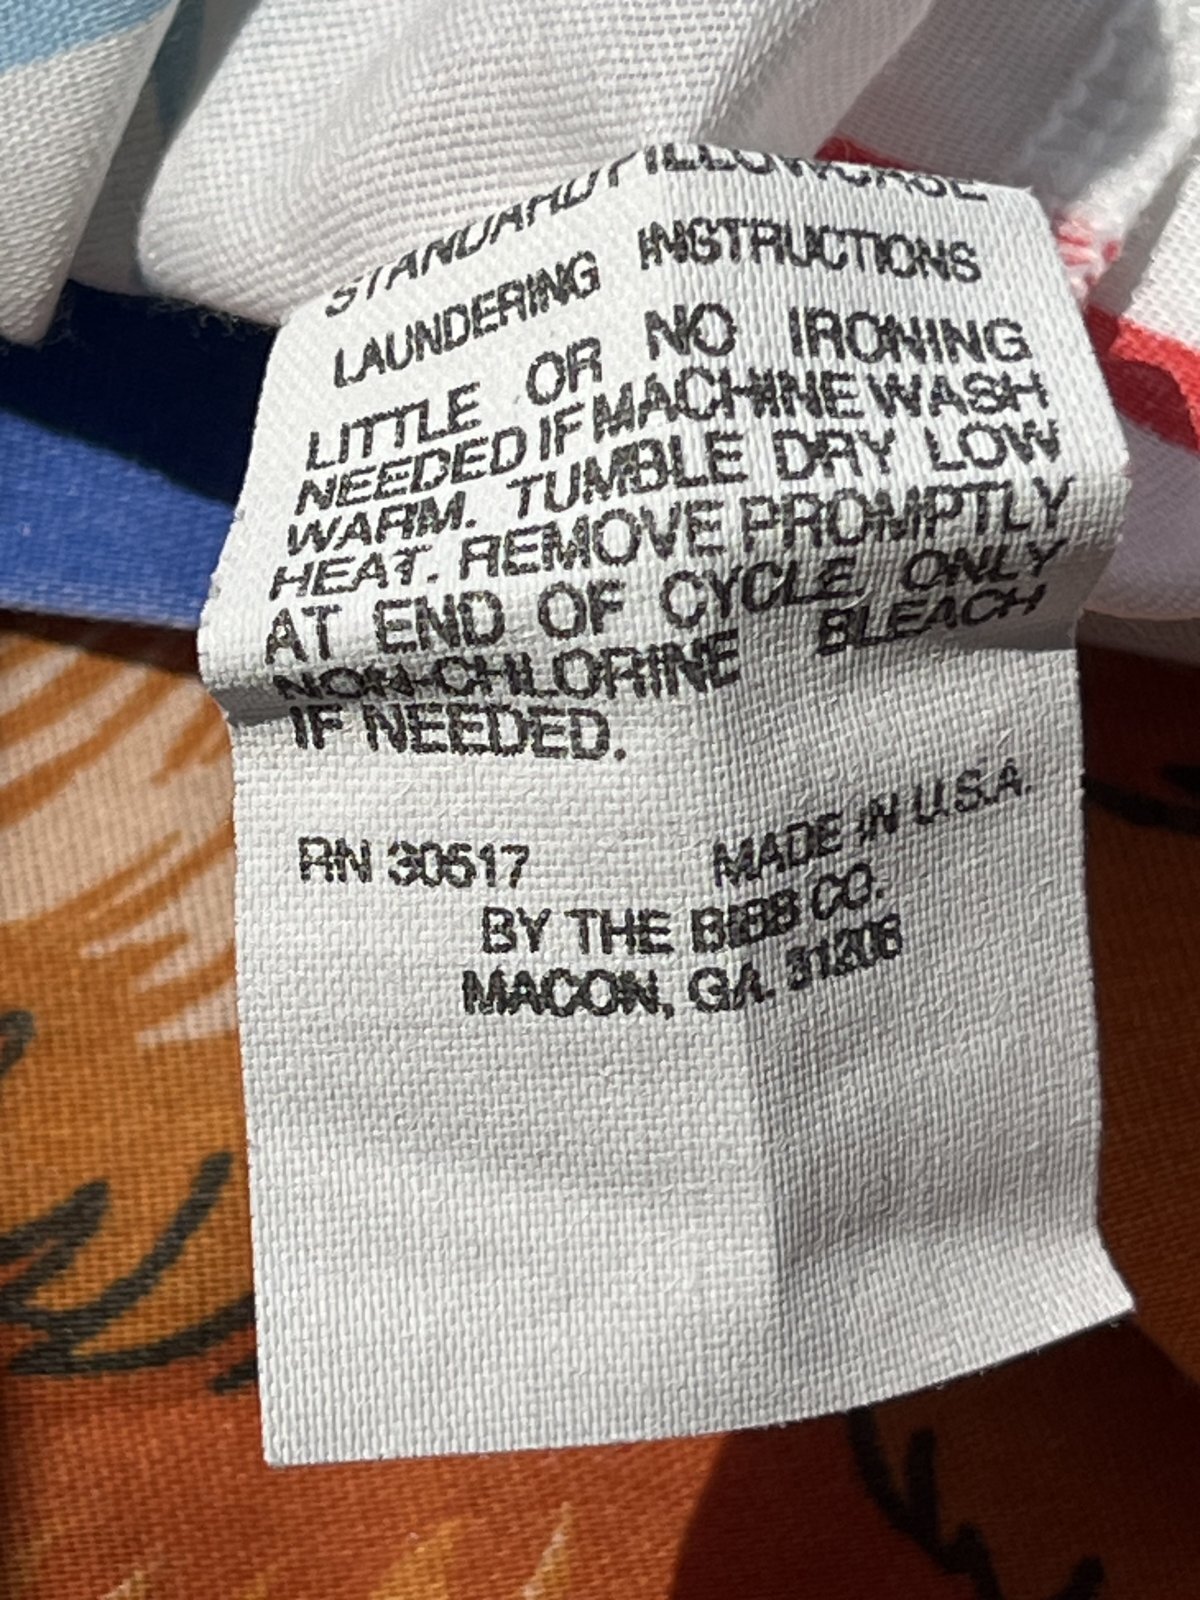 STANDARD PILLOWCASE
LAUNDERING INSTRUCTIONS
LITTLE OR NO IRONING
NEEDED IF MACHINE WASH
WARM. TUMBLE DRY LOW
HEAT. REMOVE PROMPTLY
AT END OF CYCLE ONLY
NON-CHLORINE BLEACH
IF NEEDED.
RN 30517 MADE IN U.S.A.
BY THE BIBB CO.
MACON, GA. 31206